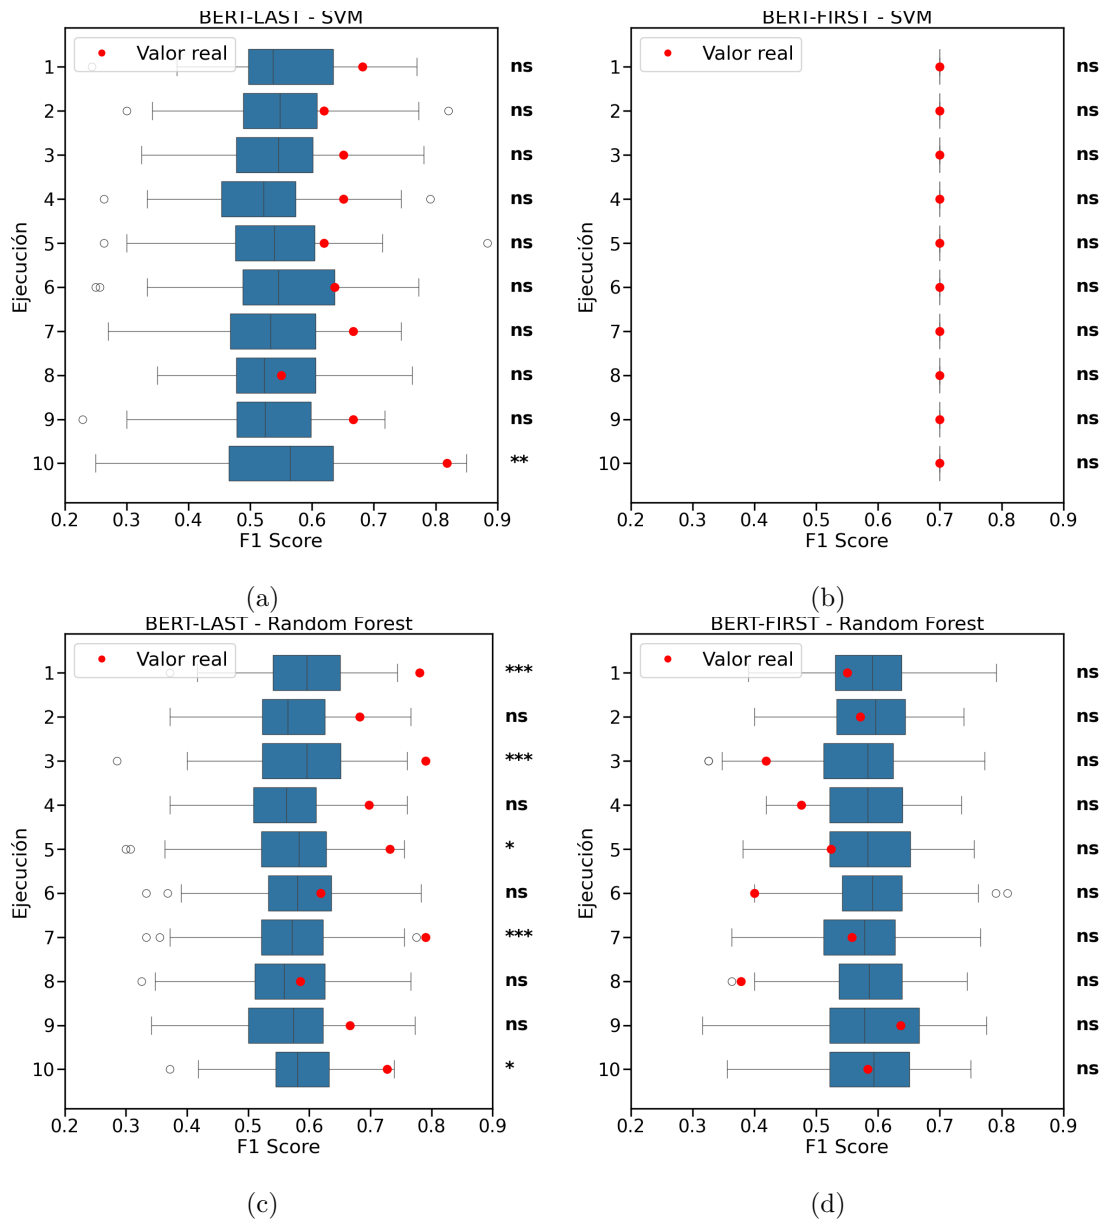 BERT-LAST - SVM
Valor real
1 ns
2 ns
3 ns
4 ns
5 ns
6 ns
7 ns
8 ns
9 ns
10 **
Ejecución
0.2 0.3 0.4 0.5 0.6 0.7 0.8 0.9
F1 Score
(a)
BERT-FIRST - SVM
Valor real
1 ns
2 ns
3 ns
4 ns
5 ns
6 ns
7 ns
8 ns
9 ns
10 ns
Ejecución
0.2 0.3 0.4 0.5 0.6 0.7 0.8 0.9
F1 Score
(b)
BERT-LAST - Random Forest
Valor real
1 ***
2 ns
3 ***
4 ns
5 *
6 ns
7 ***
8 ns
9 ns
10 *
Ejecución
0.2 0.3 0.4 0.5 0.6 0.7 0.8 0.9
F1 Score
(c)
BERT-FIRST - Random Forest
Valor real
1 ns
2 ns
3 ns
4 ns
5 ns
6 ns
7 ns
8 ns
9 ns
10 ns
Ejecución
0.2 0.3 0.4 0.5 0.6 0.7 0.8 0.9
F1 Score
(d)